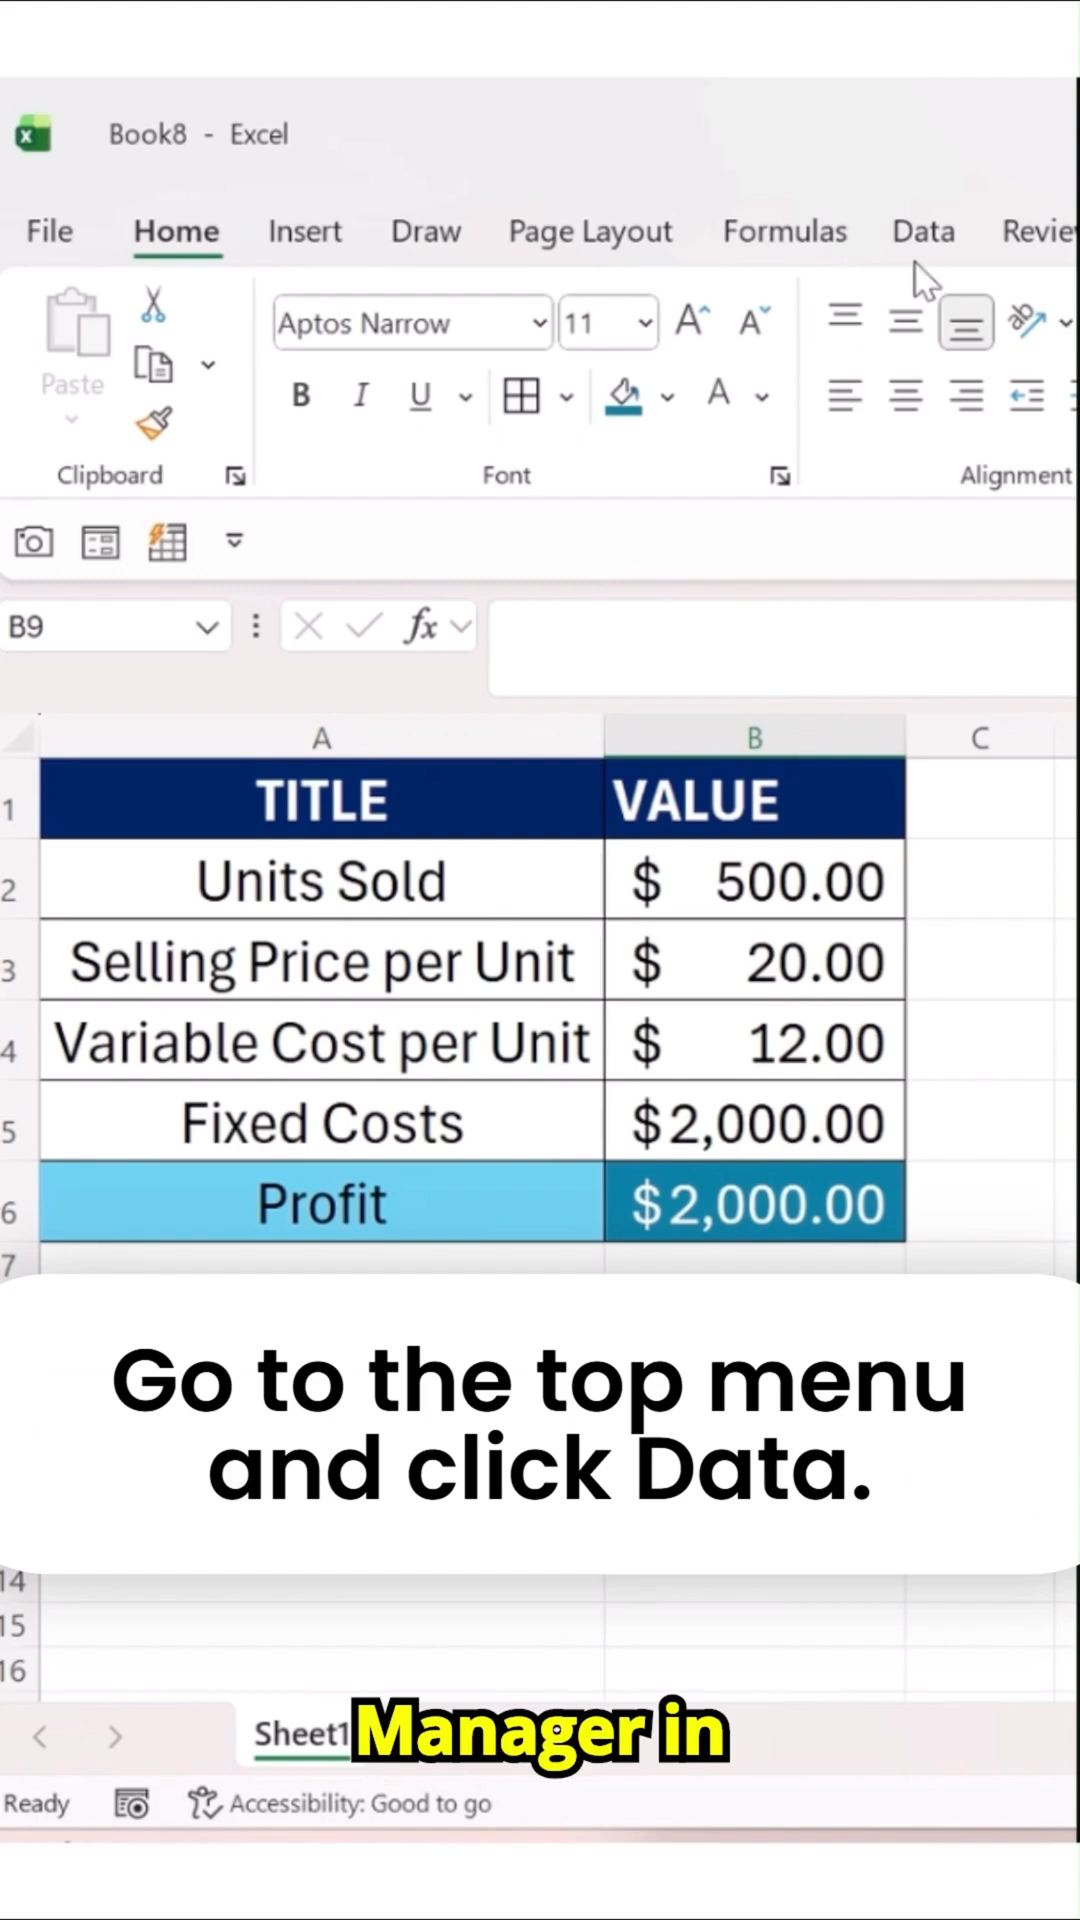 Book8 - Excel
File Home Insert Draw Page Layout Formulas Data Revie
Aptos Narrow 11 A A
Paste
B I U A
Clipboard Font Alignment
B9 fx
A B C
1 TITLE VALUE
2 Units Sold $ 500.00
3 Selling Price per Unit $ 20.00
4 Variable Cost per Unit $ 12.00
5 Fixed Costs $2,000.00
6 Profit $2,000.00
7
Go to the top menu
and click Data.
14
15
16
Sheet1 Manager in
Ready Accessibility: Good to go